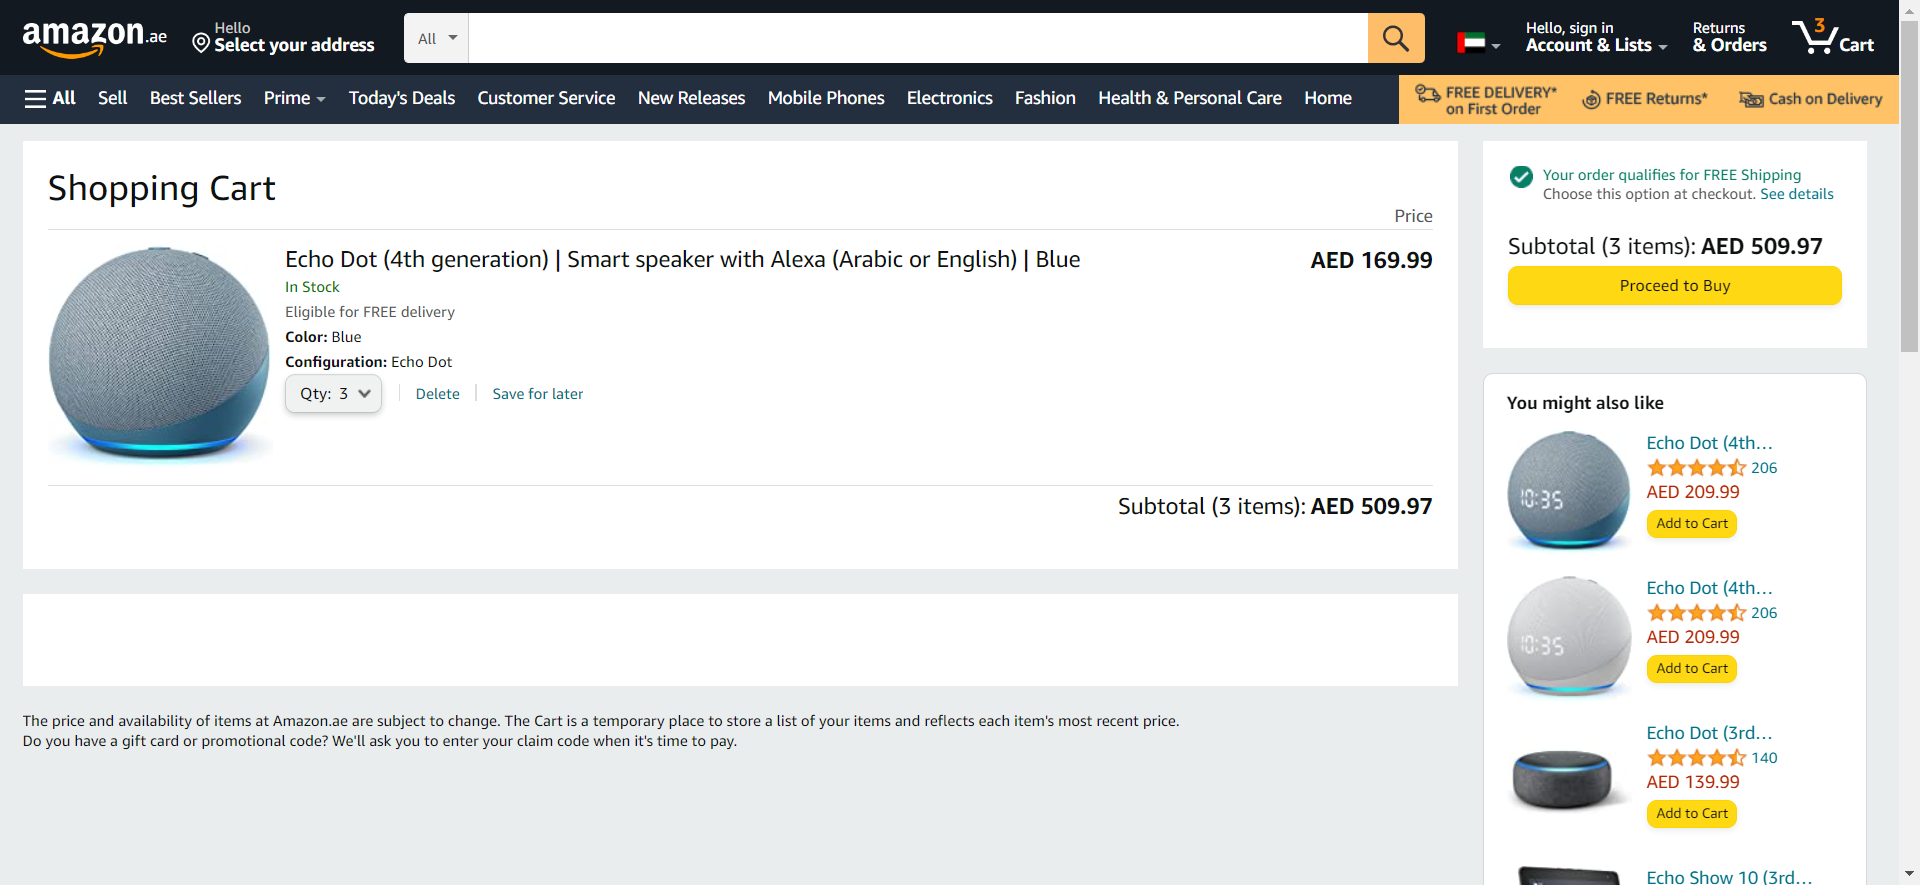 amazon.ae
Hello
Select your address
All
Hello, sign in
Account & Lists
Returns
& Orders
3
Cart
All
Sell
Best Sellers
Prime
Today's Deals
Customer Service
New Releases
Mobile Phones
Electronics
Fashion
Health & Personal Care
Home
FREE DELIVERY*
on First Order
FREE Returns*
Cash on Delivery
Shopping Cart
Price
Echo Dot (4th generation) | Smart speaker with Alexa (Arabic or English) | Blue
AED 169.99
In Stock
Eligible for FREE delivery
Color: Blue
Configuration: Echo Dot
Qty: 3
Delete
Save for later
Subtotal (3 items): AED 509.97
The price and availability of items at Amazon.ae are subject to change. The Cart is a temporary place to store a list of your items and reflects each item's most recent price.
Do you have a gift card or promotional code? We'll ask you to enter your claim code when it's time to pay.
Your order qualifies for FREE Shipping
Choose this option at checkout. See details
Subtotal (3 items): AED 509.97
Proceed to Buy
You might also like
10:35
Echo Dot (4th...
206
AED 209.99
Add to Cart
10:35
Echo Dot (4th...
206
AED 209.99
Add to Cart
Echo Dot (3rd...
140
AED 139.99
Add to Cart
Echo Show 10 (3rd...